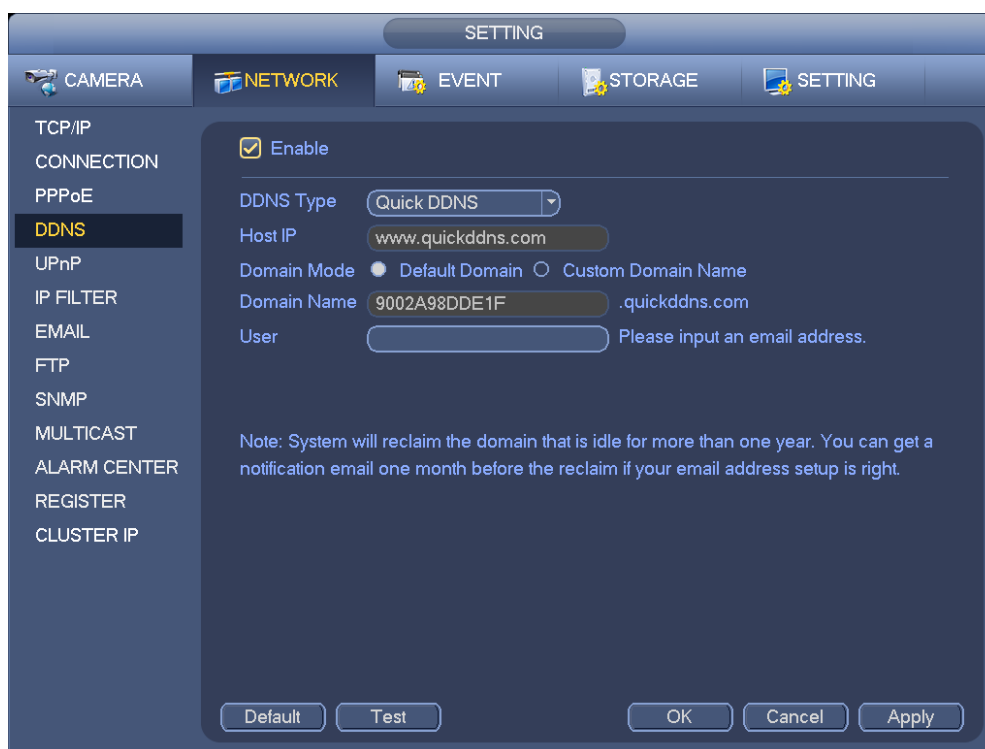 SETTING
CAMERA NETWORK EVENT STORAGE SETTING
TCP/IP
CONNECTION
PPPoE
DDNS
UPnP
IP FILTER
EMAIL
FTP
SNMP
MULTICAST
ALARM CENTER
REGISTER
CLUSTER IP
Enable
DDNS Type Quick DDNS
Host IP www.quickddns.com
Domain Mode Default Domain Custom Domain Name
Domain Name 9002A98DDE1F .quickddns.com
User Please input an email address.
Note: System will reclaim the domain that is idle for more than one year. You can get a
notification email one month before the reclaim if your email address setup is right.
Default Test OK Cancel Apply